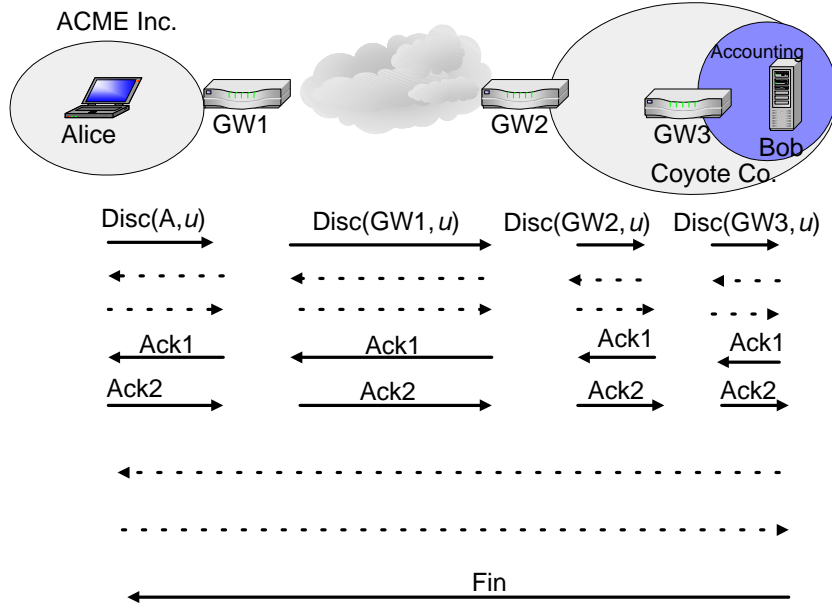 ACME Inc.
Accounting
Alice
GW1
GW2
GW3
Bob
Coyote Co.
Disc(A,u)
Disc(GW1,u)
Disc(GW2,u)
Disc(GW3,u)
Ack1
Ack1
Ack1
Ack1
Ack2
Ack2
Ack2
Ack2
Fin